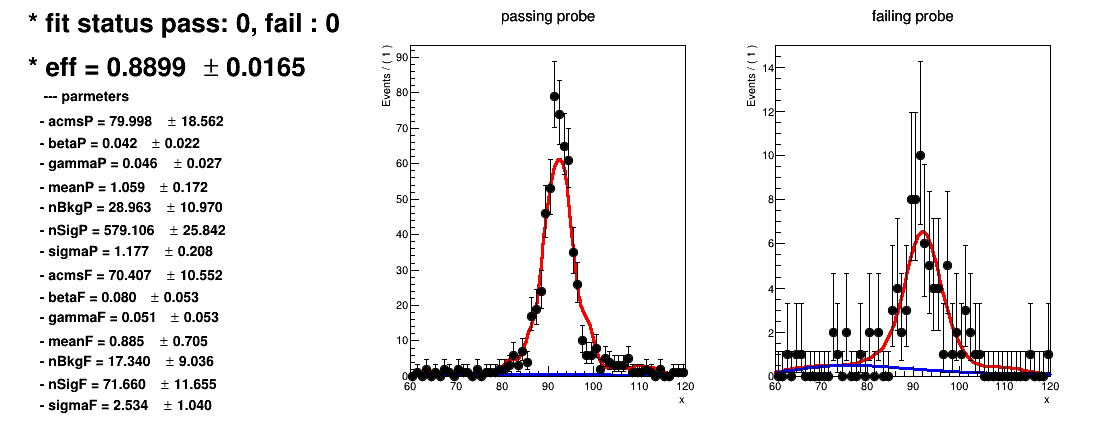 * fit status pass: 0, fail : 0
* eff = 0.8899 ± 0.0165
--- parmeters
- acmsP = 79.998 ± 18.562
- betaP = 0.042 ± 0.022
- gammaP = 0.046 ± 0.027
- meanP = 1.059 ± 0.172
- nBkgP = 28.963 ± 10.970
- nSigP = 579.106 ± 25.842
- sigmaP = 1.177 ± 0.208
- acmsF = 70.407 ± 10.552
- betaF = 0.080 ± 0.053
- gammaF = 0.051 ± 0.053
- meanF = 0.885 ± 0.705
- nBkgF = 17.340 ± 9.036
- nSigF = 71.660 ± 11.655
- sigmaF = 2.534 ± 1.040
passing probe
Events / ( 1 )
90
80
70
60
50
40
30
20
10
0
60 70 80 90 100 110 120
x
failing probe
Events / ( 1 )
14
12
10
8
6
4
2
0
60 70 80 90 100 110 120
x